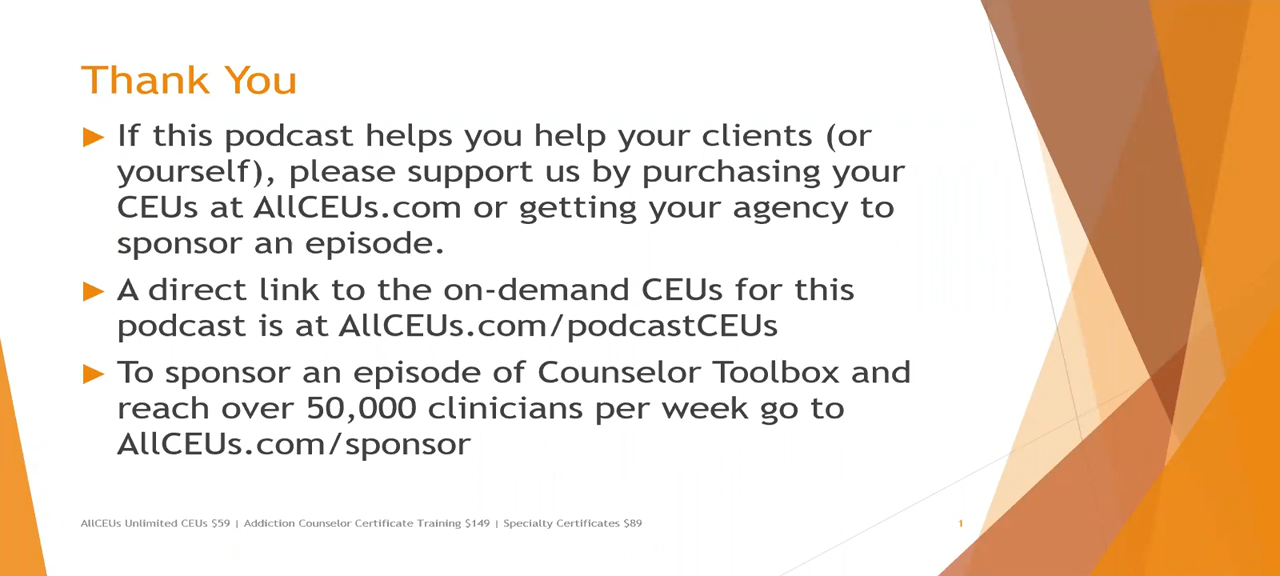 Thank You
If this podcast helps you help your clients (or
yourself), please support us by purchasing your
CEUs at AllCEUs.com or getting your agency to
sponsor an episode.
A direct link to the on-demand CEUs for this
podcast is at AllCEUs.com/podcastCEUs
To sponsor an episode of Counselor Toolbox and
reach over 50,000 clinicians per week go to
AllCEUs.com/sponsor
AllCEUs Unlimited CEUs $59 | Addiction Counselor Certificate Training $149 | Specialty Certificates $89
1